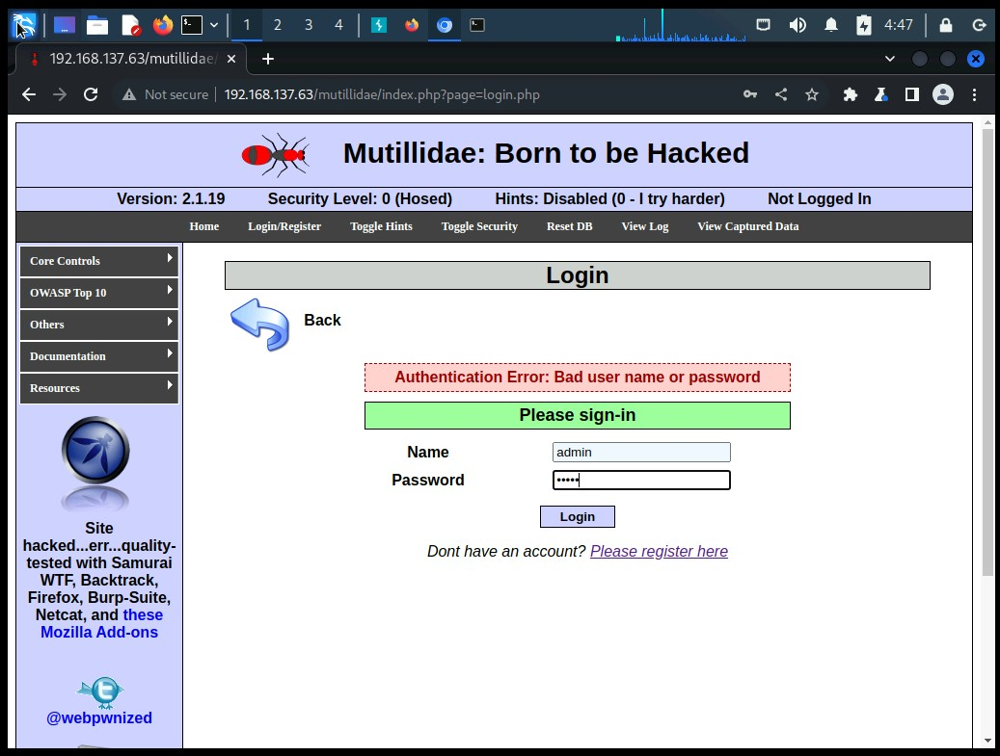 1 2 3 4 4:47
192.168.137.63/mutillidae/
Not secure 192.168.137.63/mutillidae/index.php?page=login.php
Mutillidae: Born to be Hacked
Version: 2.1.19 Security Level: 0 (Hosed) Hints: Disabled (0 - I try harder) Not Logged In
Home Login/Register Toggle Hints Toggle Security Reset DB View Log View Captured Data
Core Controls
OWASP Top 10
Others
Documentation
Resources
Site
hacked...err...quality-
tested with Samurai
WTF, Backtrack,
Firefox, Burp-Suite,
Netcat, and these
Mozilla Add-ons
@webpwnized
Login
Back
Authentication Error: Bad user name or password
Please sign-in
Name admin
Password •••••
Login
Dont have an account? Please register here